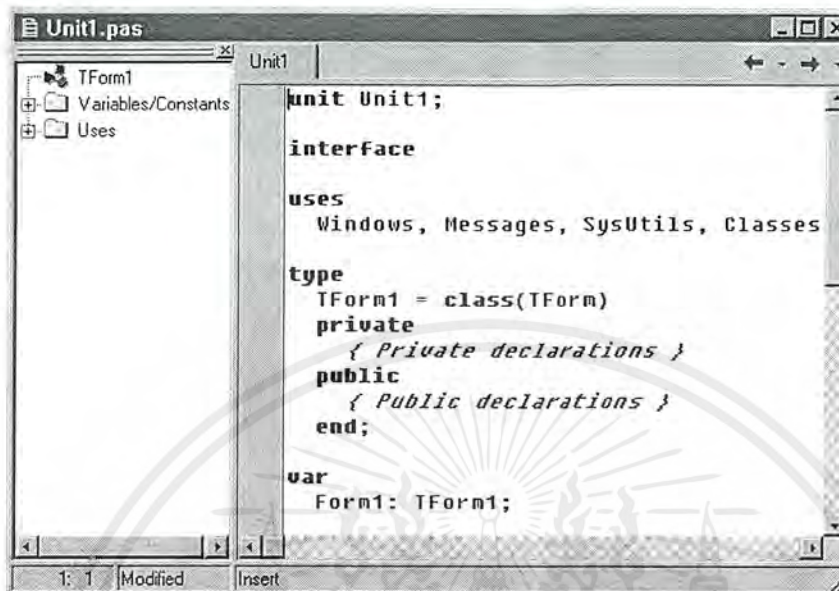 Unit1.pas
TForm1
Variables/Constants
Uses
Unit1
unit Unit1;
interface
uses
Windows, Messages, SysUtils, Classes
type
TForm1 = class(TForm)
private
{ Private declarations }
public
{ Public declarations }
end;
var
Form1: TForm1;
1: 1
Modified
Insert